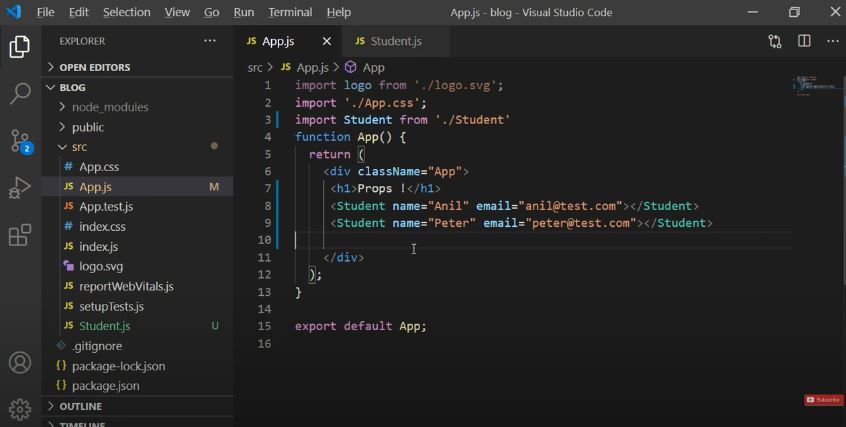 File Edit Selection View Go Run Terminal Help App.js - blog - Visual Studio Code
EXPLORER
OPEN EDITORS
BLOG
node_modules
public
src
# App.css
JS App.js M
JS App.test.js
# index.css
JS index.js
logo.svg
JS reportWebVitals.js
JS setupTests.js
JS Student.js U
.gitignore
{} package-lock.json
{} package.json
OUTLINE
TIMELINE
2
JS App.js JS Student.js
src > JS App.js > App
1 import logo from './logo.svg';
2 import './App.css';
3 import Student from './Student'
4 function App() {
5 return (
6 <div className="App">
7 <h1>Props !</h1>
8 <Student name="Anil" email="anil@test.com"></Student>
9 <Student name="Peter" email="peter@test.com"></Student>
10
11 </div>
12 );
13 }
14
15 export default App;
16
Subscribe